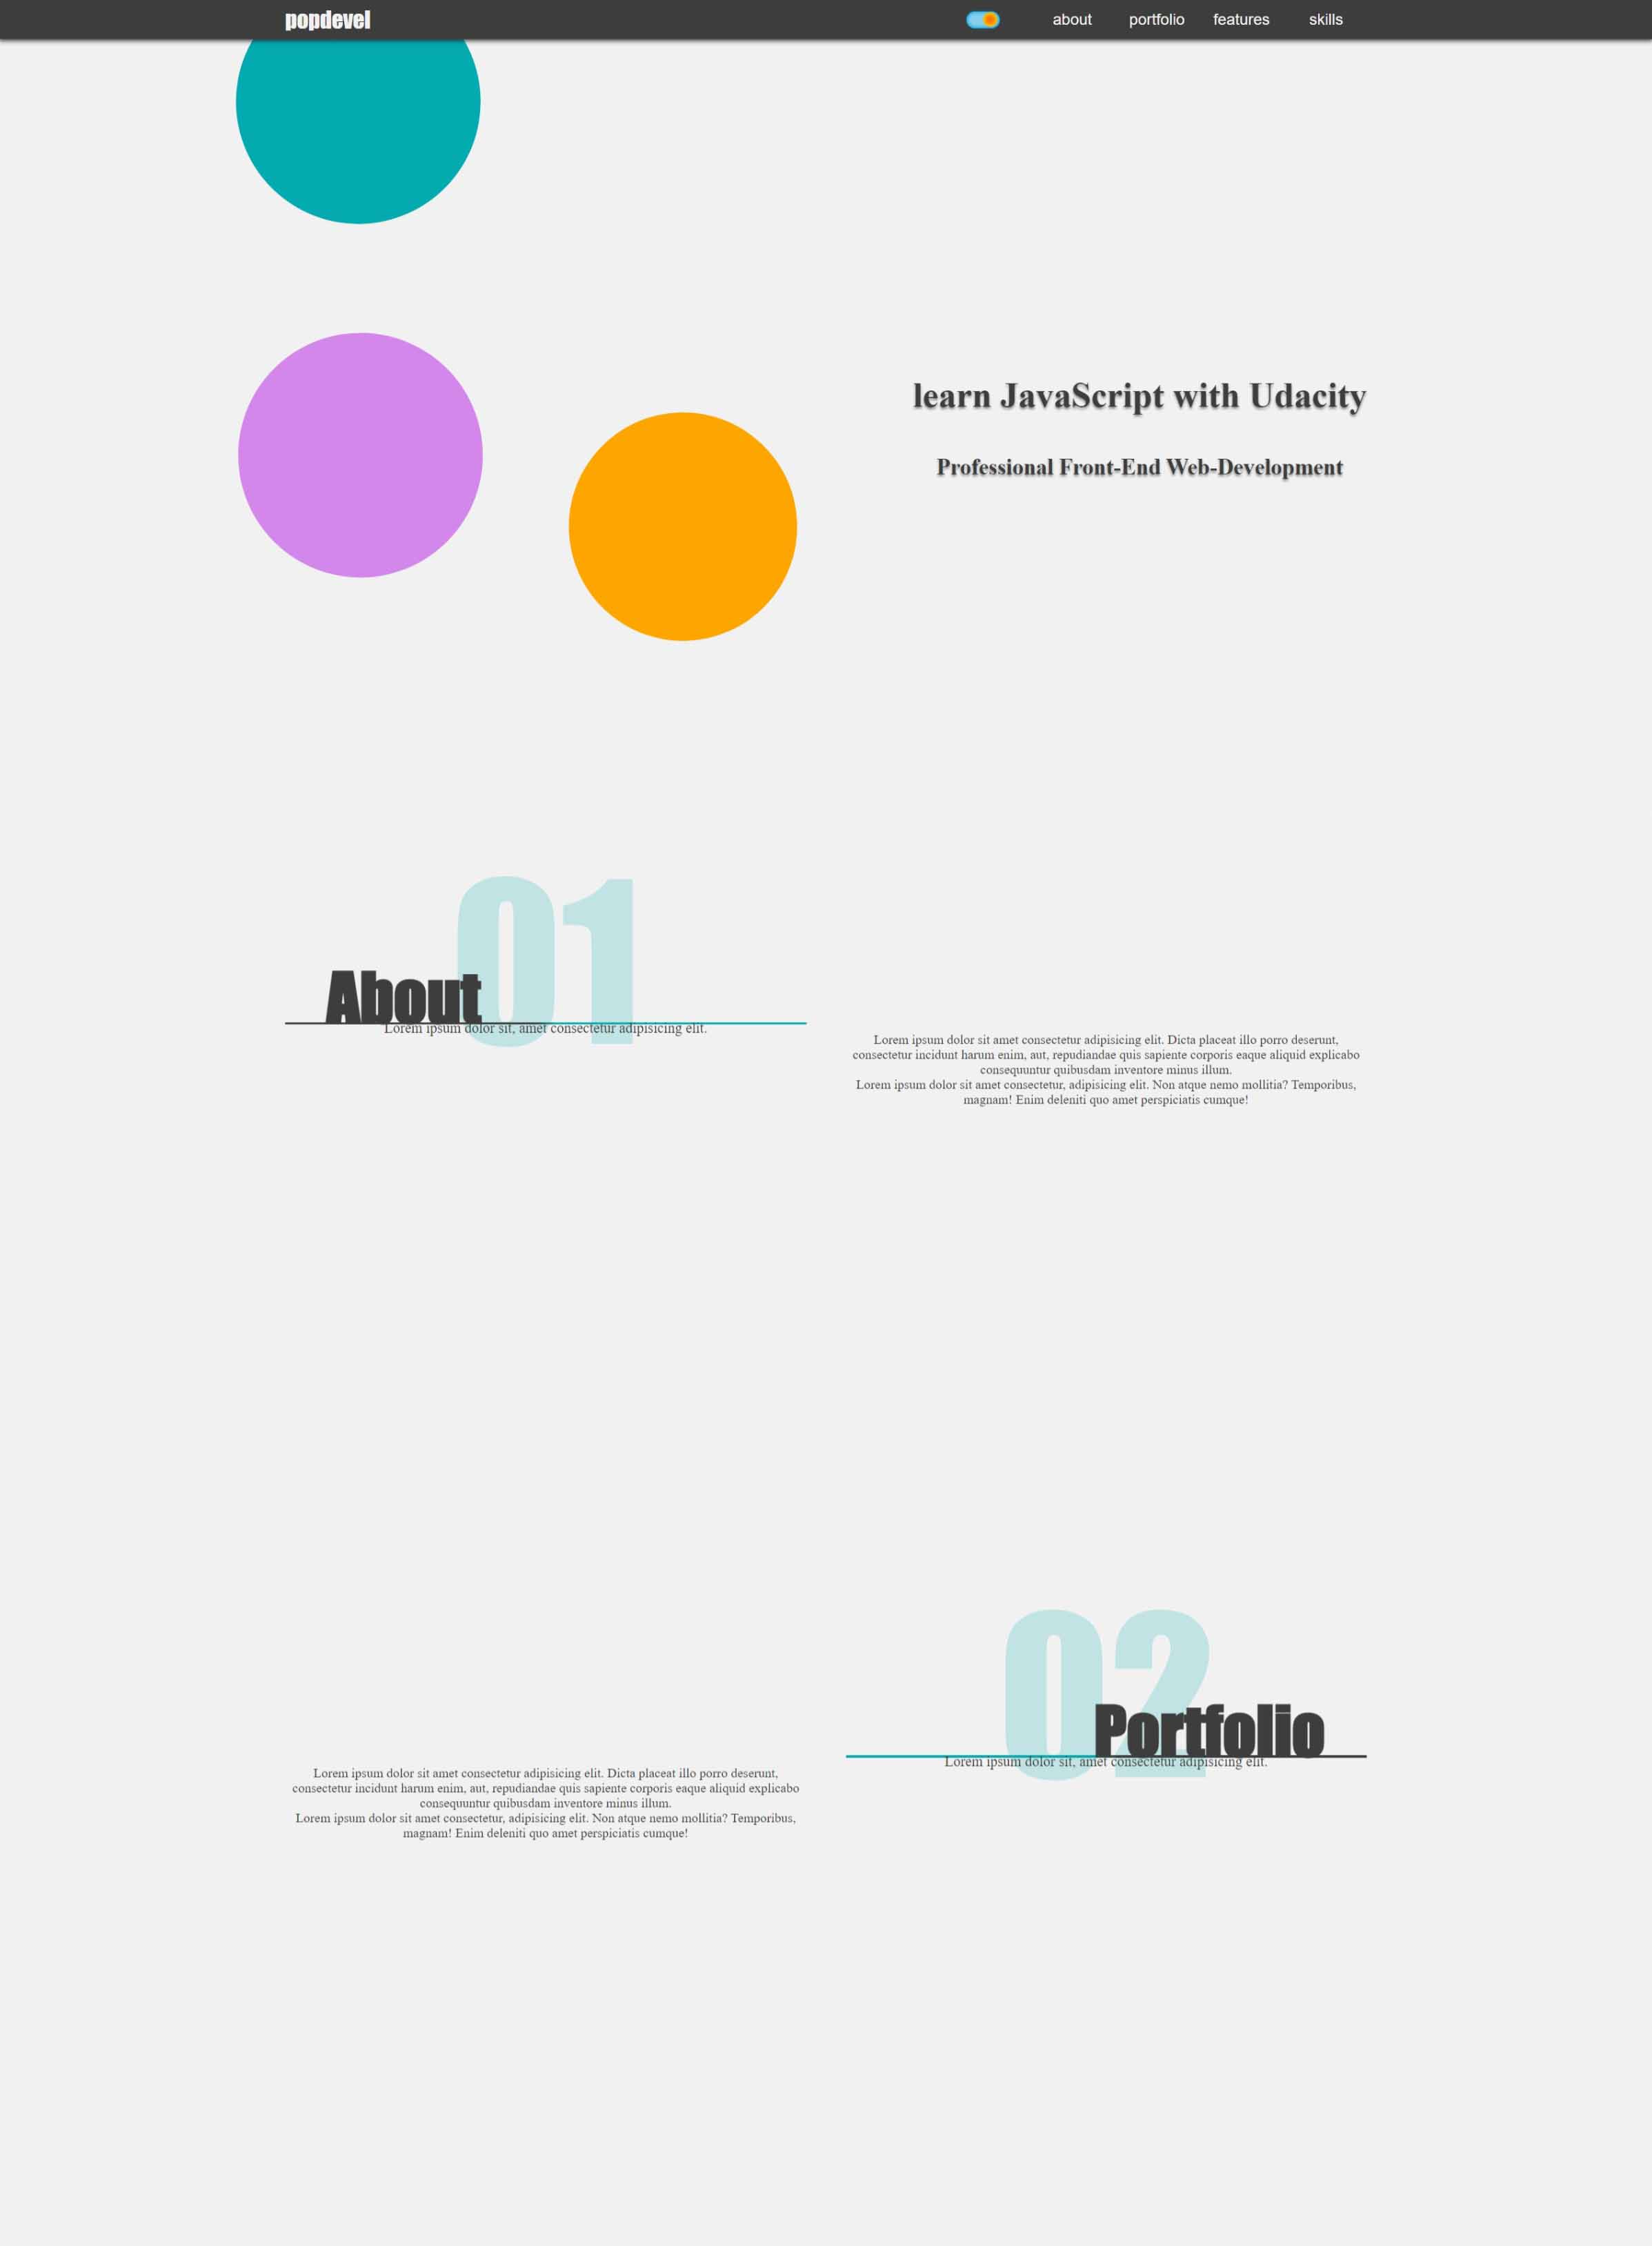 popdevel
about
portfolio
features
skills
learn JavaScript with Udacity
Professional Front-End Web-Development
01
About
Lorem ipsum dolor sit, amet consectetur adipisicing elit.
Lorem ipsum dolor sit amet consectetur adipisicing elit. Dicta placeat illo porro deserunt,
consectetur incidunt harum enim, aut, repudiandae quis sapiente corporis eaque aliquid explicabo
consequuntur quibusdam inventore minus illum.
Lorem ipsum dolor sit amet consectetur, adipisicing elit. Non atque nemo mollitia? Temporibus,
magnam! Enim deleniti quo amet perspiciatis cumque!
02
Portfolio
Lorem ipsum dolor sit, amet consectetur adipisicing elit.
Lorem ipsum dolor sit amet consectetur adipisicing elit. Dicta placeat illo porro deserunt,
consectetur incidunt harum enim, aut, repudiandae quis sapiente corporis eaque aliquid explicabo
consequuntur quibusdam inventore minus illum.
Lorem ipsum dolor sit amet consectetur, adipisicing elit. Non atque nemo mollitia? Temporibus,
magnam! Enim deleniti quo amet perspiciatis cumque!